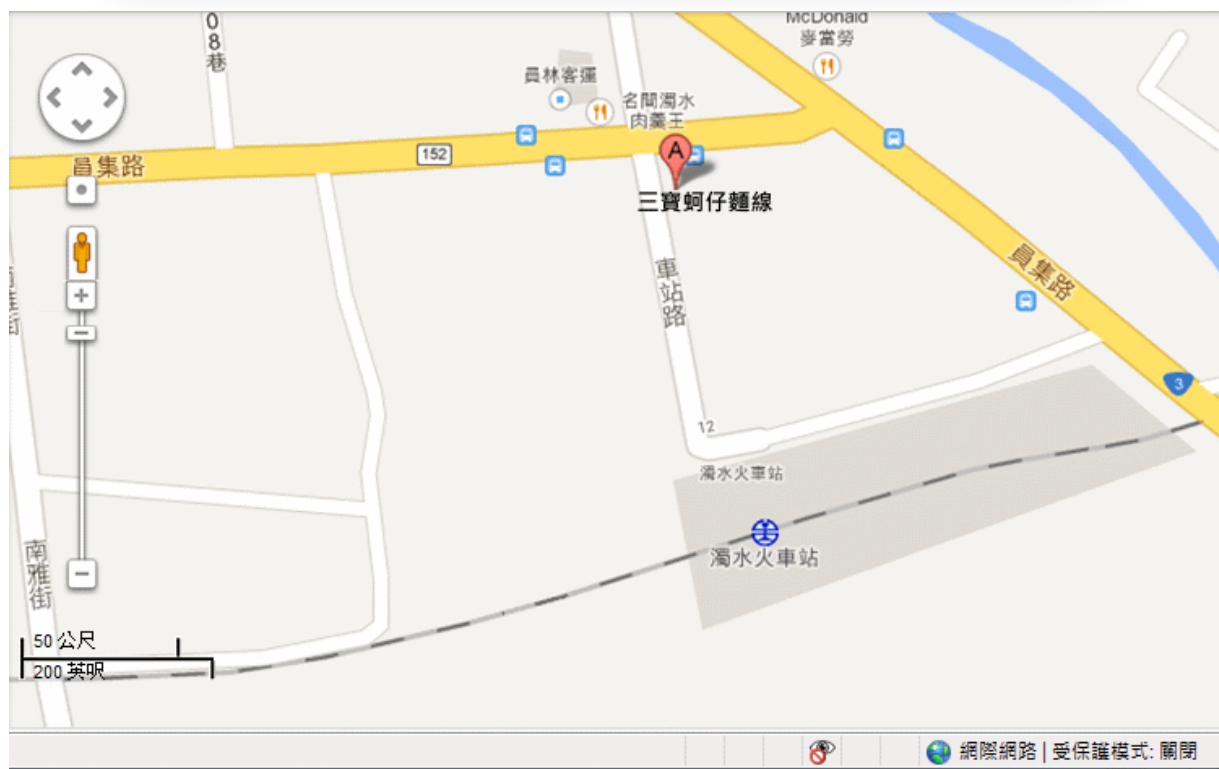 08巷
McDonald
麥當勞
員林客運
名間濁水
肉羹王
152
員集路
A
三寶蚵仔麵線
車站路
員集路
3
12
濁水火車站
濁水火車站
南雅街
50 公尺
200 英呎
網際網路 | 受保護模式: 關閉